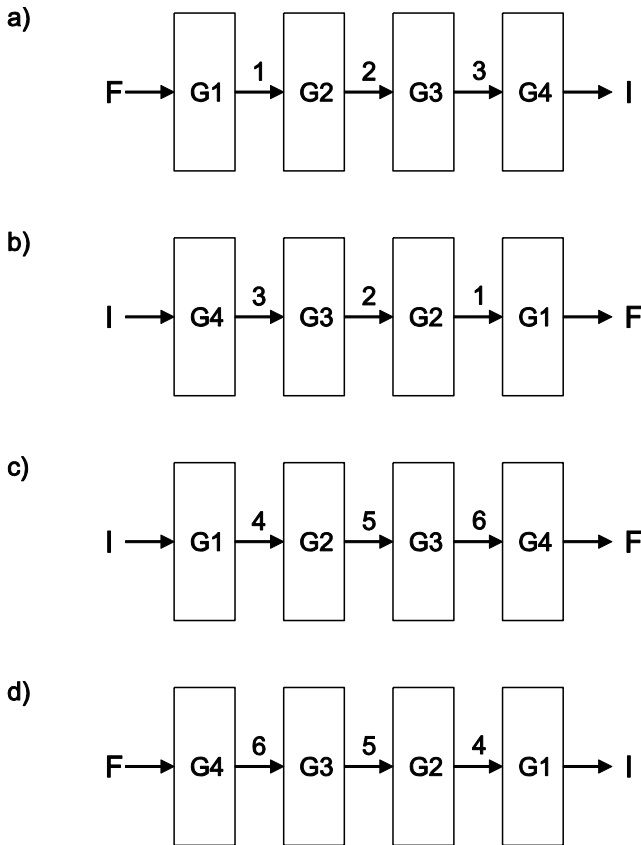 a)
1 2 3
F G1 G2 G3 G4 I
b)
3 2 1
I G4 G3 G2 G1 F
c)
4 5 6
I G1 G2 G3 G4 F
d)
6 5 4
F G4 G3 G2 G1 I